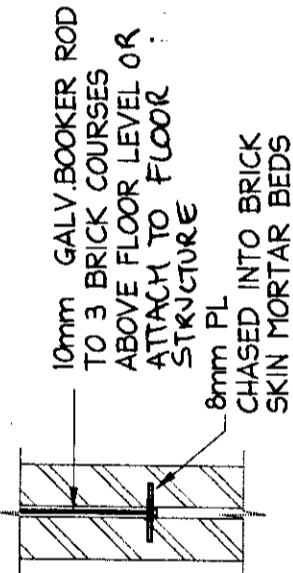 10mm GALV. BOOKER ROD
TO 3 BRICK COURSES
ABOVE FLOOR LEVEL OR
ATTACH TO FLOOR
STRUCTURE
8mm PL
CHASED INTO BRICK
SKIN MORTAR BEDS